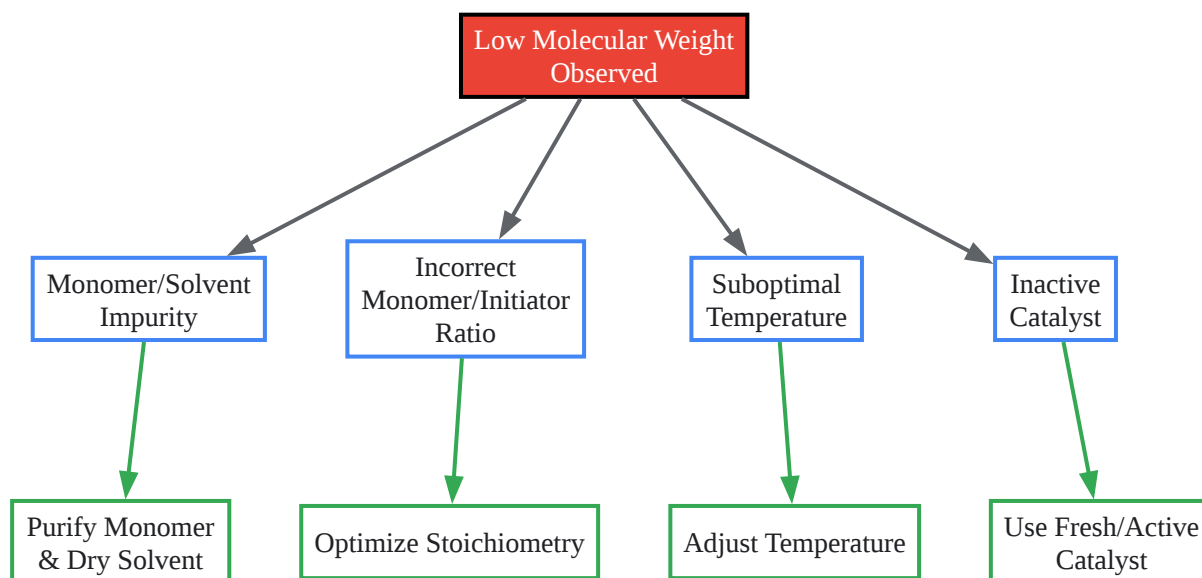 Low Molecular Weight
Observed
Monomer/Solvent
Impurity
Incorrect
Monomer/Initiator
Ratio
Suboptimal
Temperature
Inactive
Catalyst
Purify Monomer
& Dry Solvent
Optimize Stoichiometry
Adjust Temperature
Use Fresh/Active
Catalyst